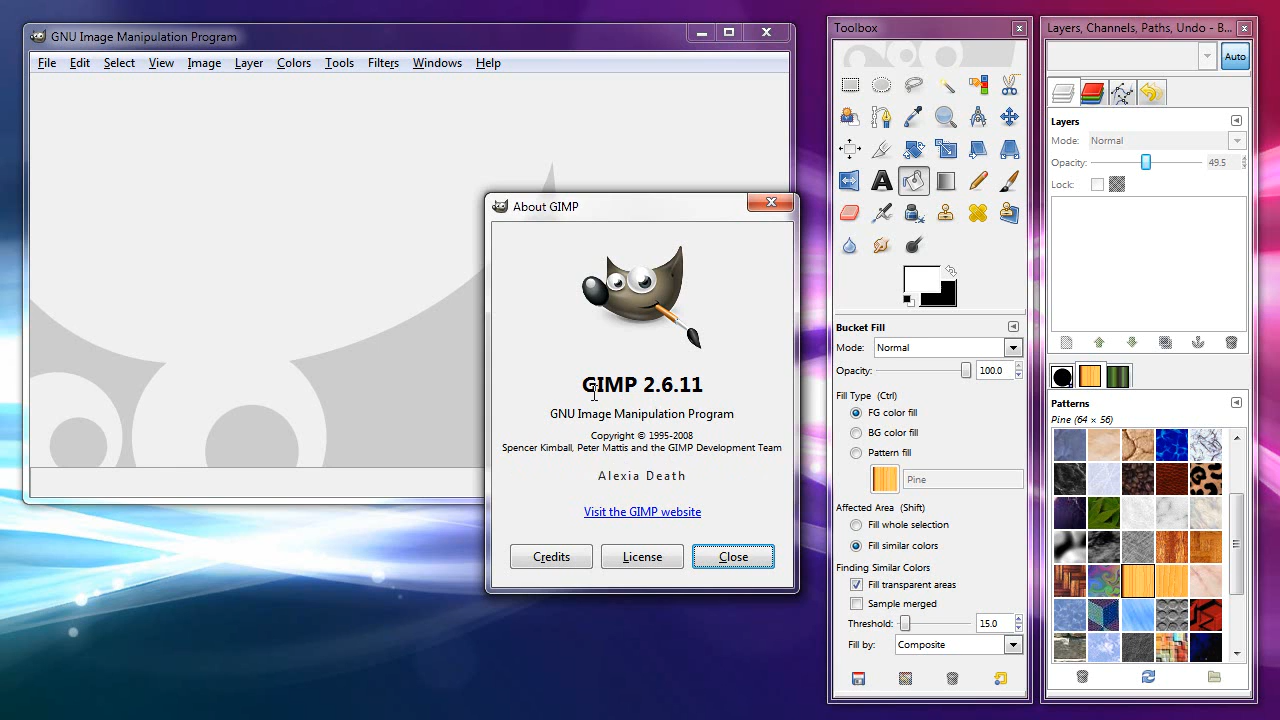 GNU Image Manipulation Program
File Edit Select View Image Layer Colors Tools Filters Windows Help
About GIMP
GIMP 2.6.11
GNU Image Manipulation Program
Copyright © 1995-2008
Spencer Kimball, Peter Mattis and the GIMP Development Team
Alexia Death
Visit the GIMP website
Credits License Close
Toolbox
Bucket Fill
Mode: Normal
Opacity: 100.0
Fill Type (Ctrl)
FG color fill
BG color fill
Pattern fill
Pine
Affected Area (Shift)
Fill whole selection
Fill similar colors
Finding Similar Colors
Fill transparent areas
Sample merged
Threshold: 15.0
Fill by: Composite
Layers, Channels, Paths, Undo - B...
Auto
Layers
Mode: Normal
Opacity: 49.5
Lock:
Patterns
Pine (64 × 56)